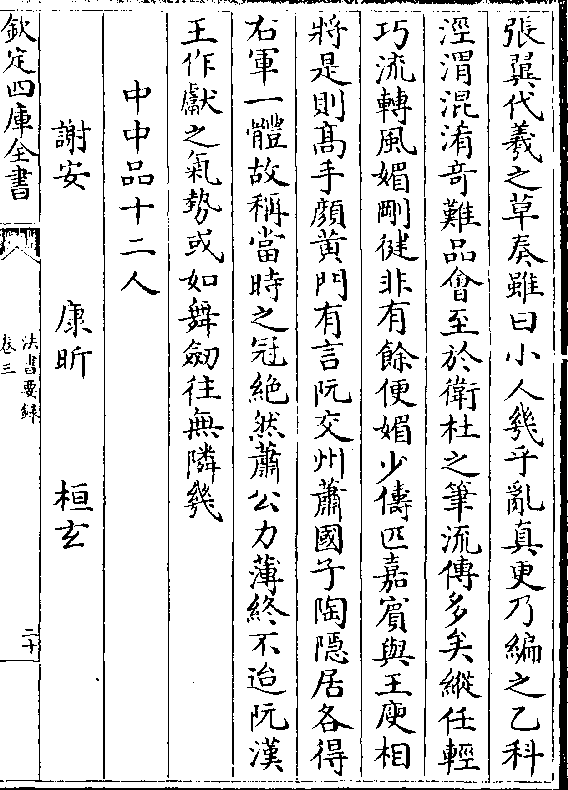 張翼代羲之草奏雖曰小人幾乎亂真更乃編之乙科
涇渭混淆竒難品會至於衛杜之筆流傳多矣縱任輕
巧流轉風媚剛健非有餘便媚少儔匹嘉賓與王廙相
將是則髙手顔黄門有言阮交州蕭國子陶隱居各得
右軍一體故稱當時之冠絶然蕭公力薄終不迨阮漢
王作獻之氣勢或如舞劒往無隣幾
中中品十二人
謝安 康昕 桓玄
欽定四庫全書
法書要録
卷三
二十